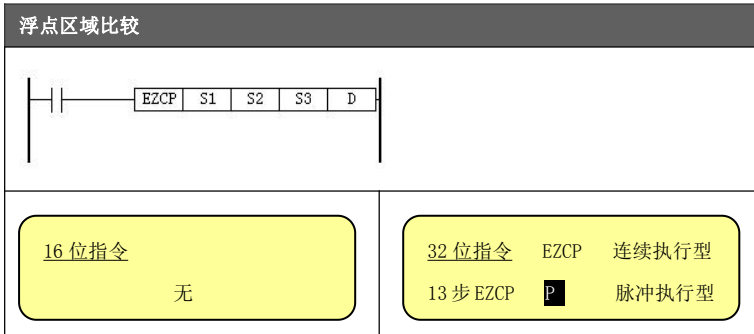 浮点区域比较
EZCP S1 S2 S3 D
16 位指令
无
32 位指令 EZCP 连续执行型
13 步 EZCP P 脉冲执行型